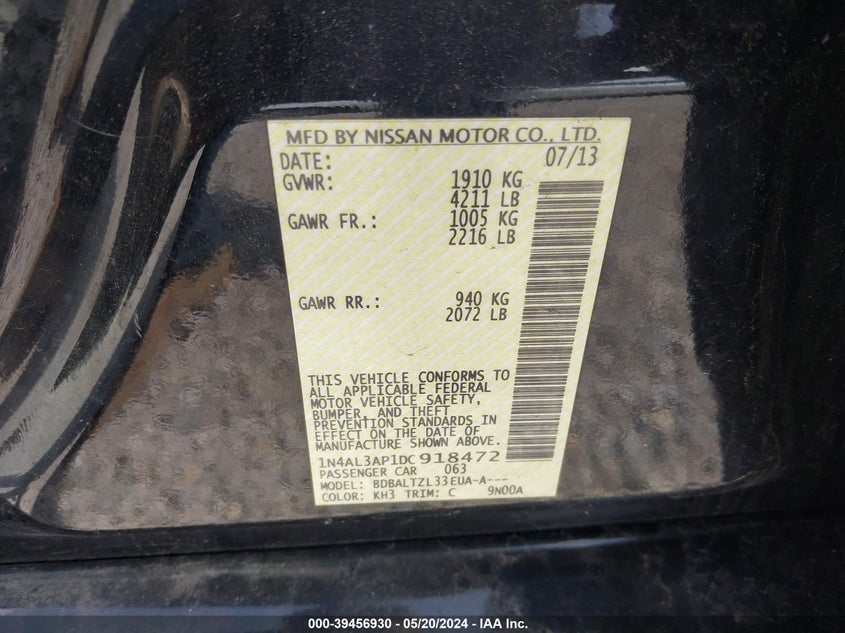 MFD BY NISSAN MOTOR CO., LTD.
DATE: 07/13
GVWR: 1910 KG
4211 LB
GAWR FR.: 1005 KG
2216 LB
GAWR RR.: 940 KG
2072 LB
THIS VEHICLE CONFORMS TO
ALL APPLICABLE FEDERAL
MOTOR VEHICLE SAFETY,
BUMPER, AND THEFT
PREVENTION STANDARDS IN
EFFECT ON THE DATE OF
MANUFACTURE SHOWN ABOVE.
1N4AL3AP1DC918472
PASSENGER CAR 063
MODEL: BDBALTZL33EUA-A---
COLOR: KH3 TRIM: C 9N00A
000-39456930 - 05/20/2024 - IAA Inc.